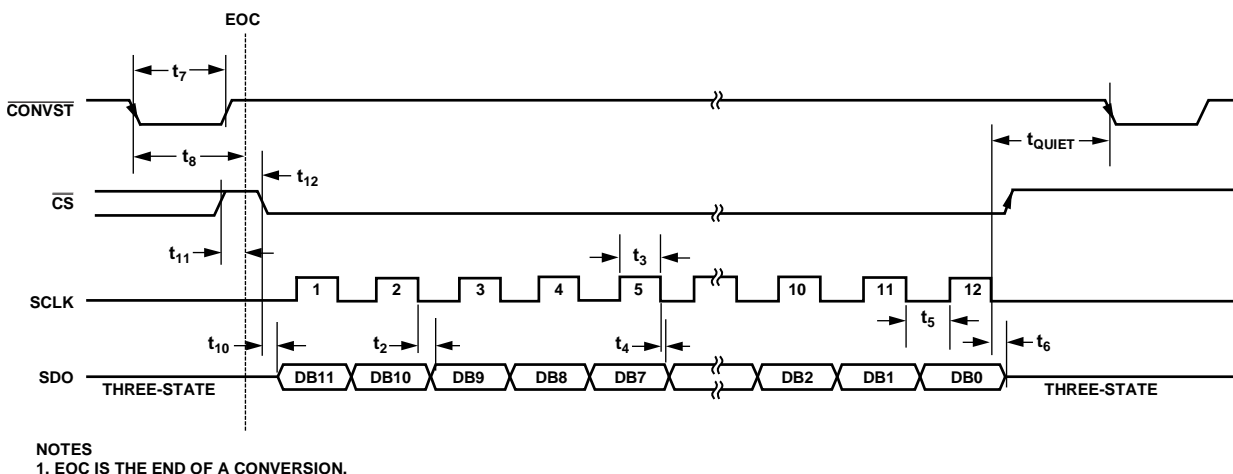 EOC
t7
CONVST
t8
tQUIET
t12
CS
t11
t3
1 2 3 4 5 10 11 12
SCLK
t5
t10
t2
t4
t6
SDO
THREE-STATE
DB11 DB10 DB9 DB8 DB7 DB2 DB1 DB0
THREE-STATE
NOTES
1. EOC IS THE END OF A CONVERSION.